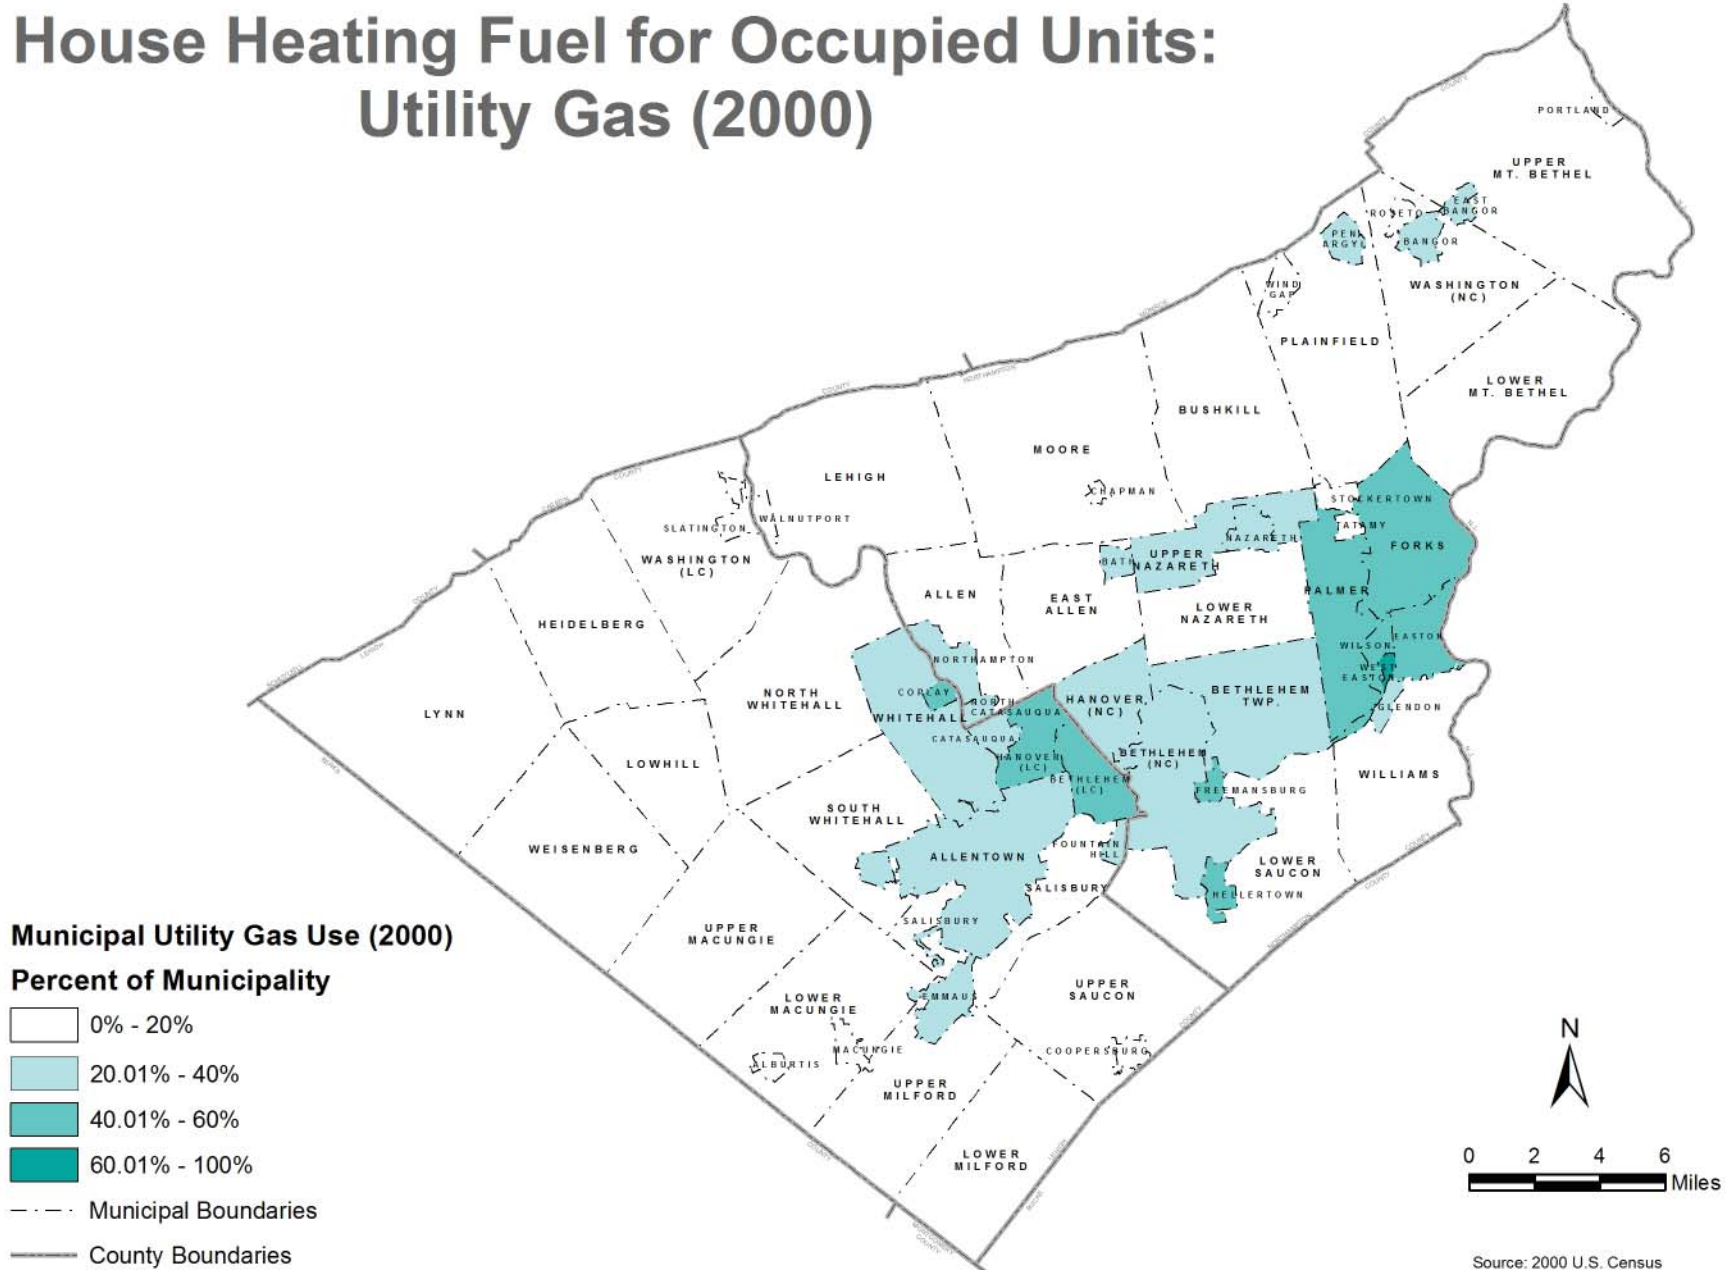 House Heating Fuel for Occupied Units:
Utility Gas (2000)
PORTLAND
UPPER
MT. BETHEL
EAST
BANGOR
ROSETO
PEN
ARGYL
BANGOR
WIND
GAP
WASHINGTON
(NC)
PLAINFIELD
LOWER
MT. BETHEL
BUSHKILL
MOORE
LEHIGH
CHAPMAN
STOCKERTOWN
WALNUTPORT
SLATINGTON
TATAMY
NAZARETH
FORKS
WASHINGTON
(LC)
BATH
UPPER
NAZARETH
ALLEN
EAST
ALLEN
PALMER
LOWER
NAZARETH
HEIDELBERG
EASTON
WILSON
NORTHAMPTON
WEST
EASTON
NORTH
WHITEHALL
COPLAY
HANOVER
(NC)
BETHLEHEM
TWP.
LYNN
NORTH
CATASAUQUA
GLENDON
WHITEHALL
CATASAUQUA
HANOVER
(LC)
BETHLEHEM
(NC)
LOWHILL
BETHLEHEM
(LC)
WILLIAMS
FREEMANSBURG
SOUTH
WHITEHALL
WEISENBERG
ALLENTOWN
FOUNTAIN
HILL
LOWER
SAUCON
SALISBURY
HELLERTOWN
SALISBURY
UPPER
MACUNGIE
EMMAUS
UPPER
SAUCON
LOWER
MACUNGIE
MACUNGIE
COOPERSBURG
ALBURTIS
UPPER
MILFORD
LOWER
MILFORD
Municipal Utility Gas Use (2000)
Percent of Municipality
0% - 20%
20.01% - 40%
40.01% - 60%
60.01% - 100%
Municipal Boundaries
County Boundaries
N
0 2 4 6
Miles
Source: 2000 U.S. Census